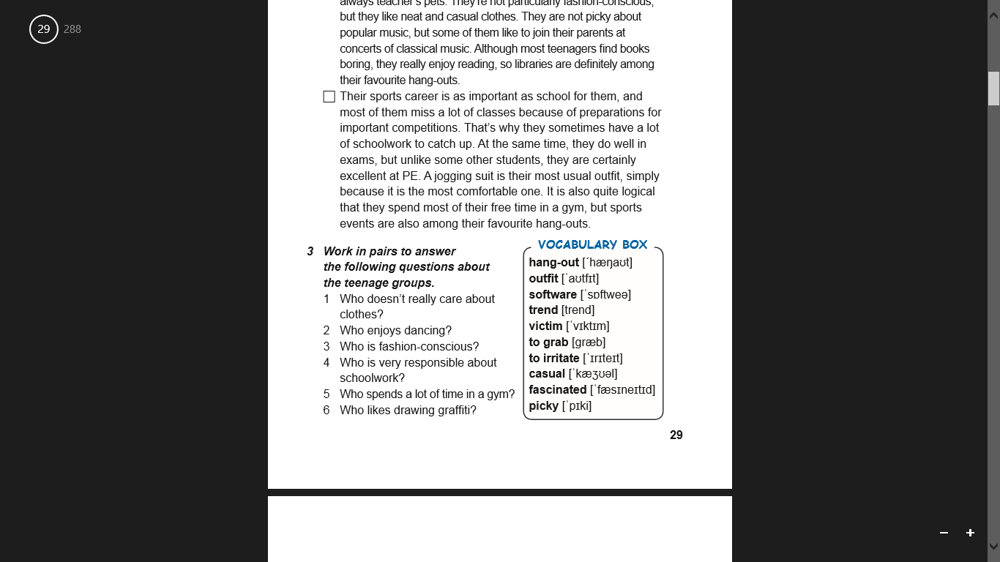 29 288
always teacher's pets. They're not particularly fashion-conscious,
but they like neat and casual clothes. They are not picky about
popular music, but some of them like to join their parents at
concerts of classical music. Although most teenagers find books
boring, they really enjoy reading, so libraries are definitely among
their favourite hang-outs.
Their sports career is as important as school for them, and
most of them miss a lot of classes because of preparations for
important competitions. That's why they sometimes have a lot
of schoolwork to catch up. At the same time, they do well in
exams, but unlike some other students, they are certainly
excellent at PE. A jogging suit is their most usual outfit, simply
because it is the most comfortable one. It is also quite logical
that they spend most of their free time in a gym, but sports
events are also among their favourite hang-outs.
3 Work in pairs to answer
the following questions about
the teenage groups.
1 Who doesn't really care about
clothes?
2 Who enjoys dancing?
3 Who is fashion-conscious?
4 Who is very responsible about
schoolwork?
5 Who spends a lot of time in a gym?
6 Who likes drawing graffiti?
VOCABULARY BOX
hang-out [´hæŋaʊt]
outfit [ˈaʊtfɪt]
software [ˈsɒftweə]
trend [trend]
victim [ˈvɪktɪm]
to grab [græb]
to irritate [ˈɪrɪteɪt]
casual [ˈkæʒʊəl]
fascinated [ˈfæsɪneɪtɪd]
picky [ˈpɪki]
29